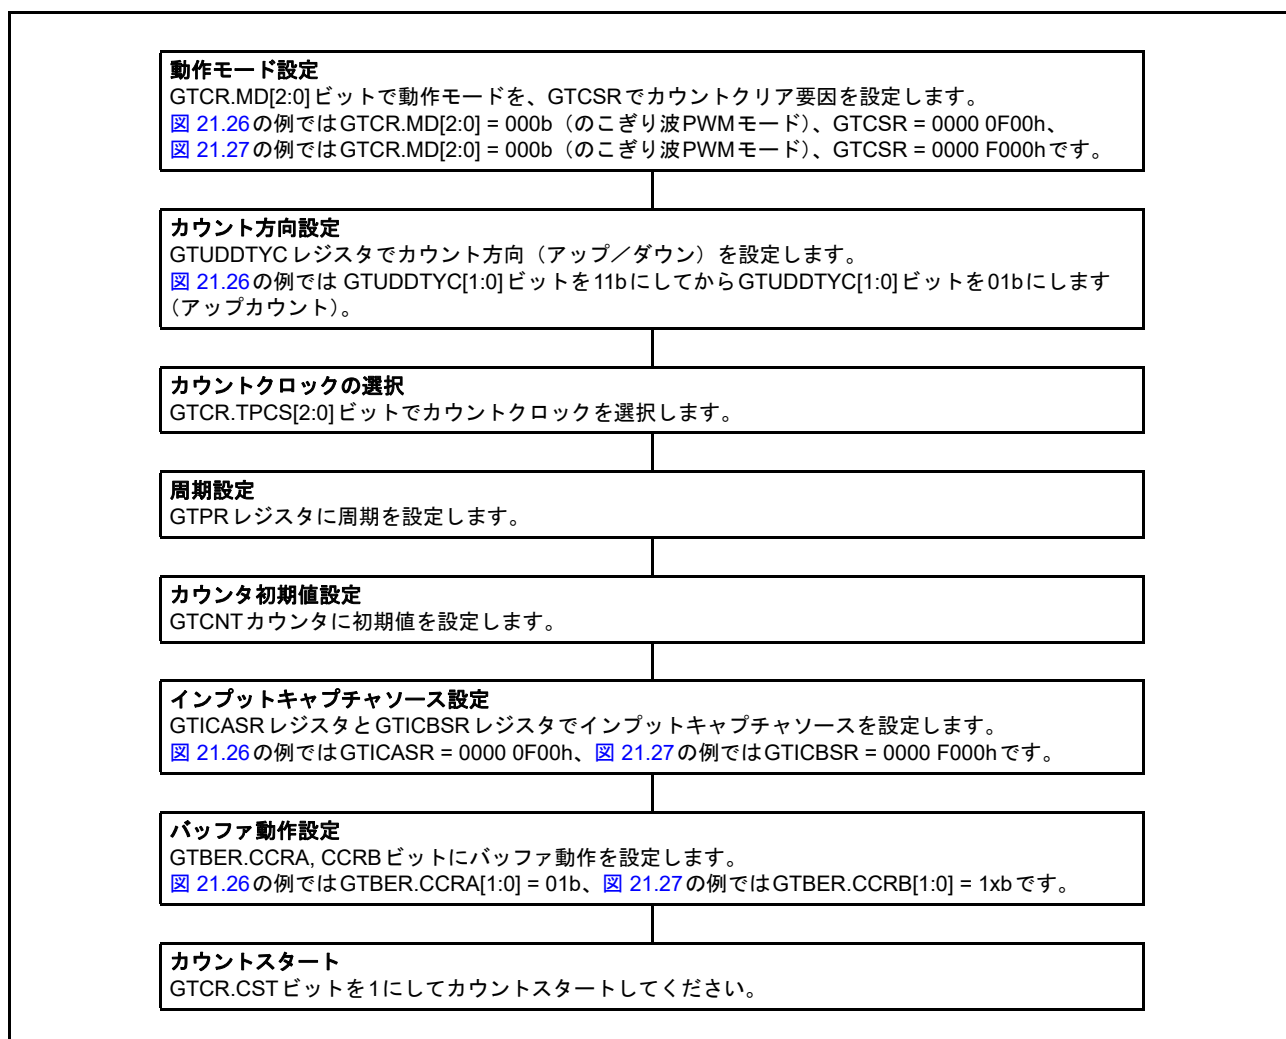 動作モード設定
GTCR.MD[2:0]ビットで動作モードを、GTCSRでカウントクリア要因を設定します。
図 21.26の例ではGTCR.MD[2:0] = 000b（のこぎり波PWMモード）、GTCSR = 0000 0F00h、
図 21.27の例ではGTCR.MD[2:0] = 000b（のこぎり波PWMモード）、GTCSR = 0000 F000hです。
カウント方向設定
GTUDDTYCレジスタでカウント方向（アップ／ダウン）を設定します。
図 21.26の例では GTUDDTYC[1:0]ビットを11bにしてからGTUDDTYC[1:0]ビットを01bにします
（アップカウント）。
カウントクロックの選択
GTCR.TPCS[2:0]ビットでカウントクロックを選択します。
周期設定
GTPRレジスタに周期を設定します。
カウンタ初期値設定
GTCNTカウンタに初期値を設定します。
インプットキャプチャソース設定
GTICASRレジスタとGTICBSRレジスタでインプットキャプチャソースを設定します。
図 21.26の例ではGTICASR = 0000 0F00h、図 21.27の例ではGTICBSR = 0000 F000hです。
バッファ動作設定
GTBER.CCRA, CCRBビットにバッファ動作を設定します。
図 21.26の例ではGTBER.CCRA[1:0] = 01b、図 21.27の例ではGTBER.CCRB[1:0] = 1xbです。
カウントスタート
GTCR.CSTビットを1にしてカウントスタートしてください。